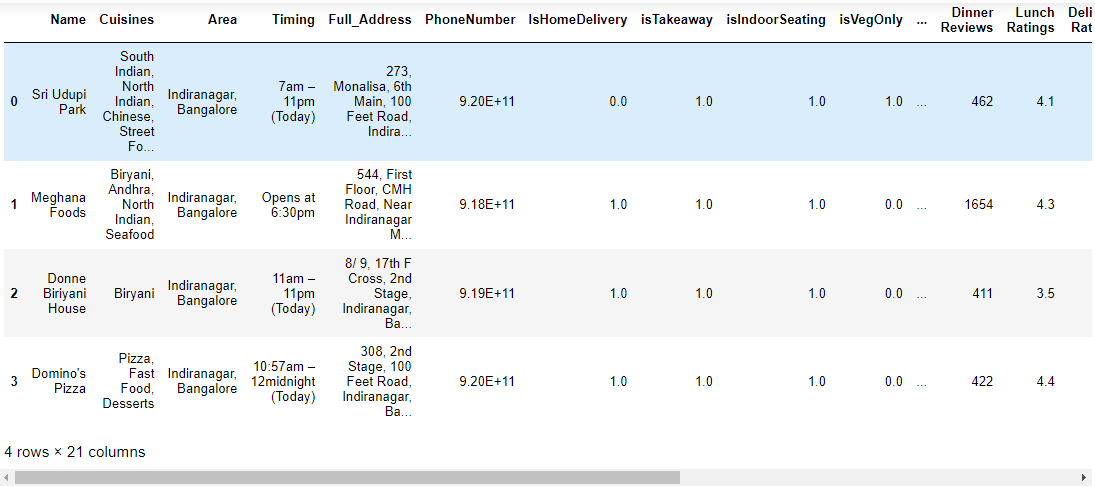 Name Cuisines Area Timing Full_Address PhoneNumber IsHomeDelivery isTakeaway isIndoorSeating isVegOnly ... Dinner Reviews Lunch Ratings Deli Rat
0 Sri Udupi Park South Indian, North Indian, Chinese, Street Fo... Indiranagar, Bangalore 7am – 11pm (Today) 273, Monalisa, 6th Main, 100 Feet Road, Indira... 9.20E+11 0.0 1.0 1.0 1.0 ... 462 4.1
1 Meghana Foods Biryani, Andhra, North Indian, Seafood Indiranagar, Bangalore Opens at 6:30pm 544, First Floor, CMH Road, Near Indiranagar M... 9.18E+11 1.0 1.0 1.0 0.0 ... 1654 4.3
2 Donne Biriyani House Biryani Indiranagar, Bangalore 11am – 11pm (Today) 8/ 9, 17th F Cross, 2nd Stage, Indiranagar, Ba... 9.19E+11 1.0 1.0 1.0 0.0 ... 411 3.5
3 Domino's Pizza Pizza, Fast Food, Desserts Indiranagar, Bangalore 10:57am – 12midnight (Today) 308, 2nd Stage, 100 Feet Road, Indiranagar, Ba... 9.20E+11 1.0 1.0 1.0 0.0 ... 422 4.4
4 rows × 21 columns